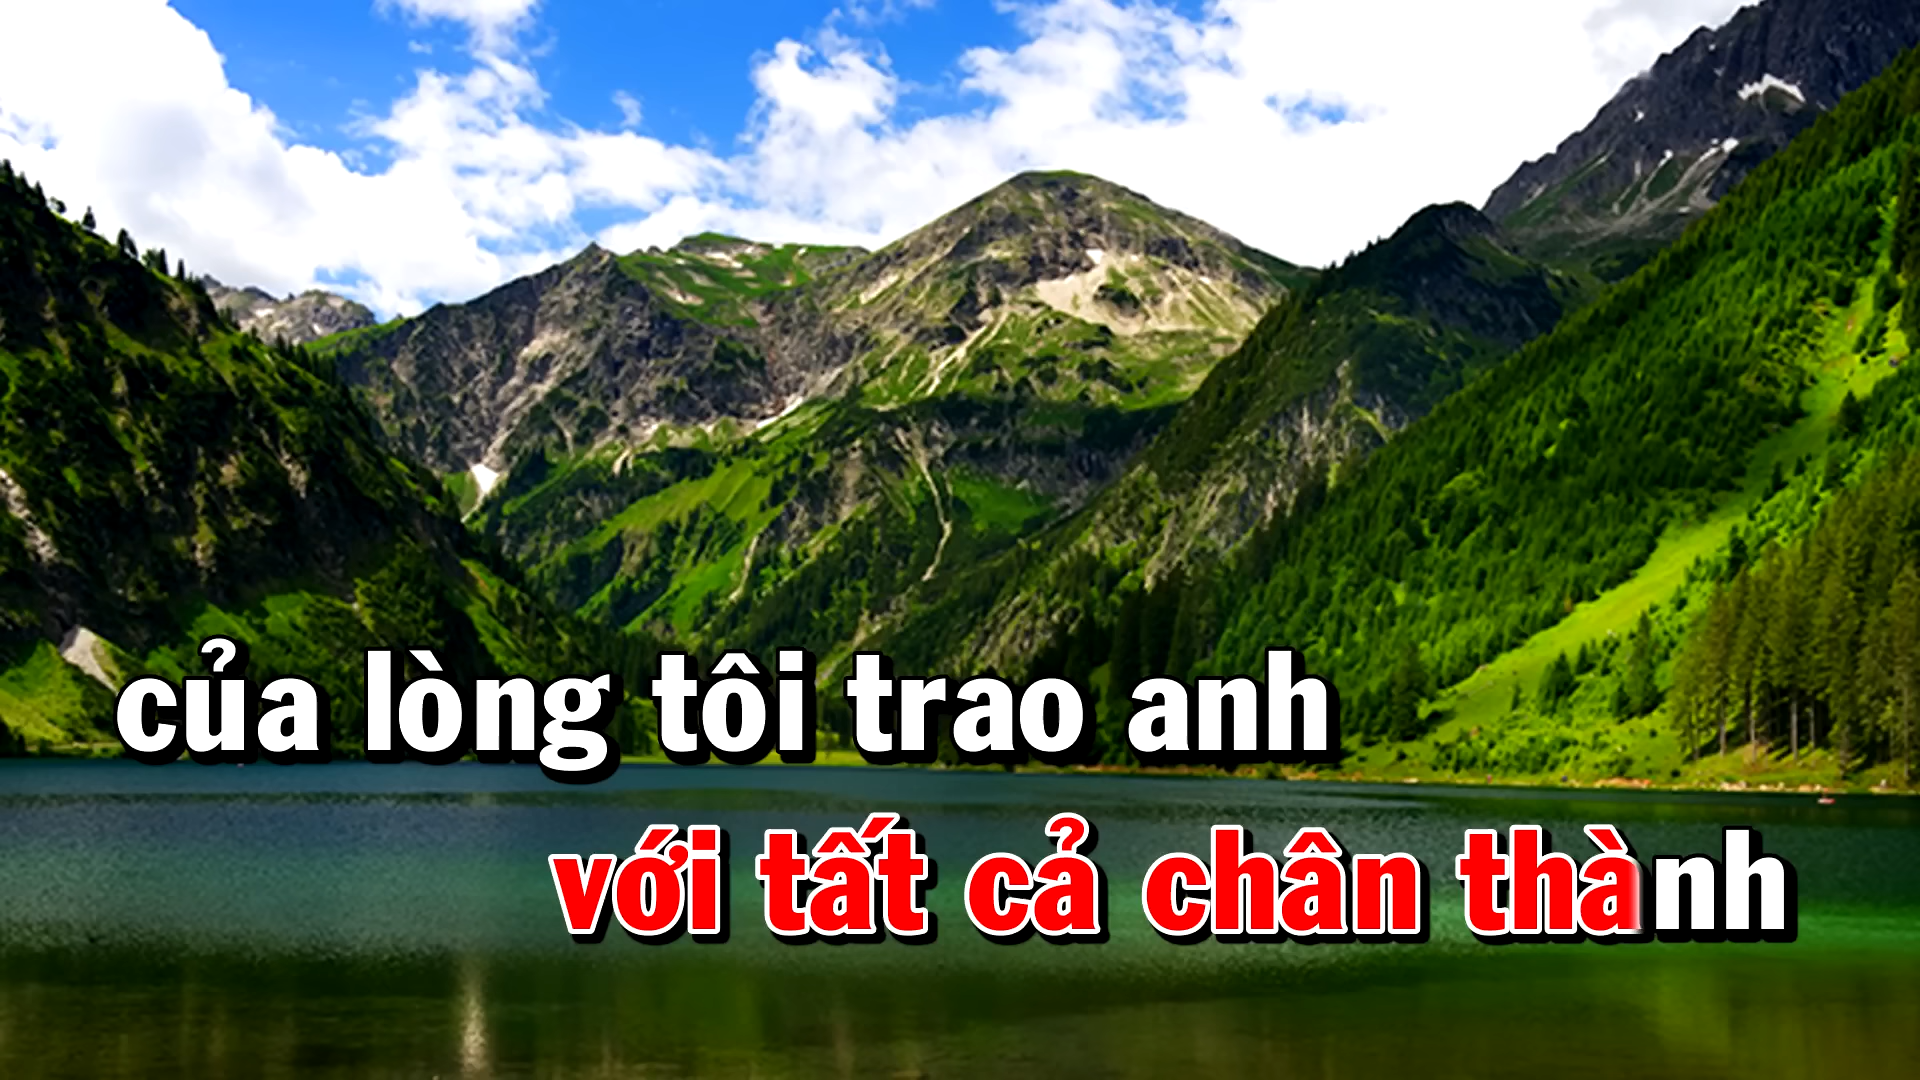 của lòng tôi trao anh
với tất cả chân thành